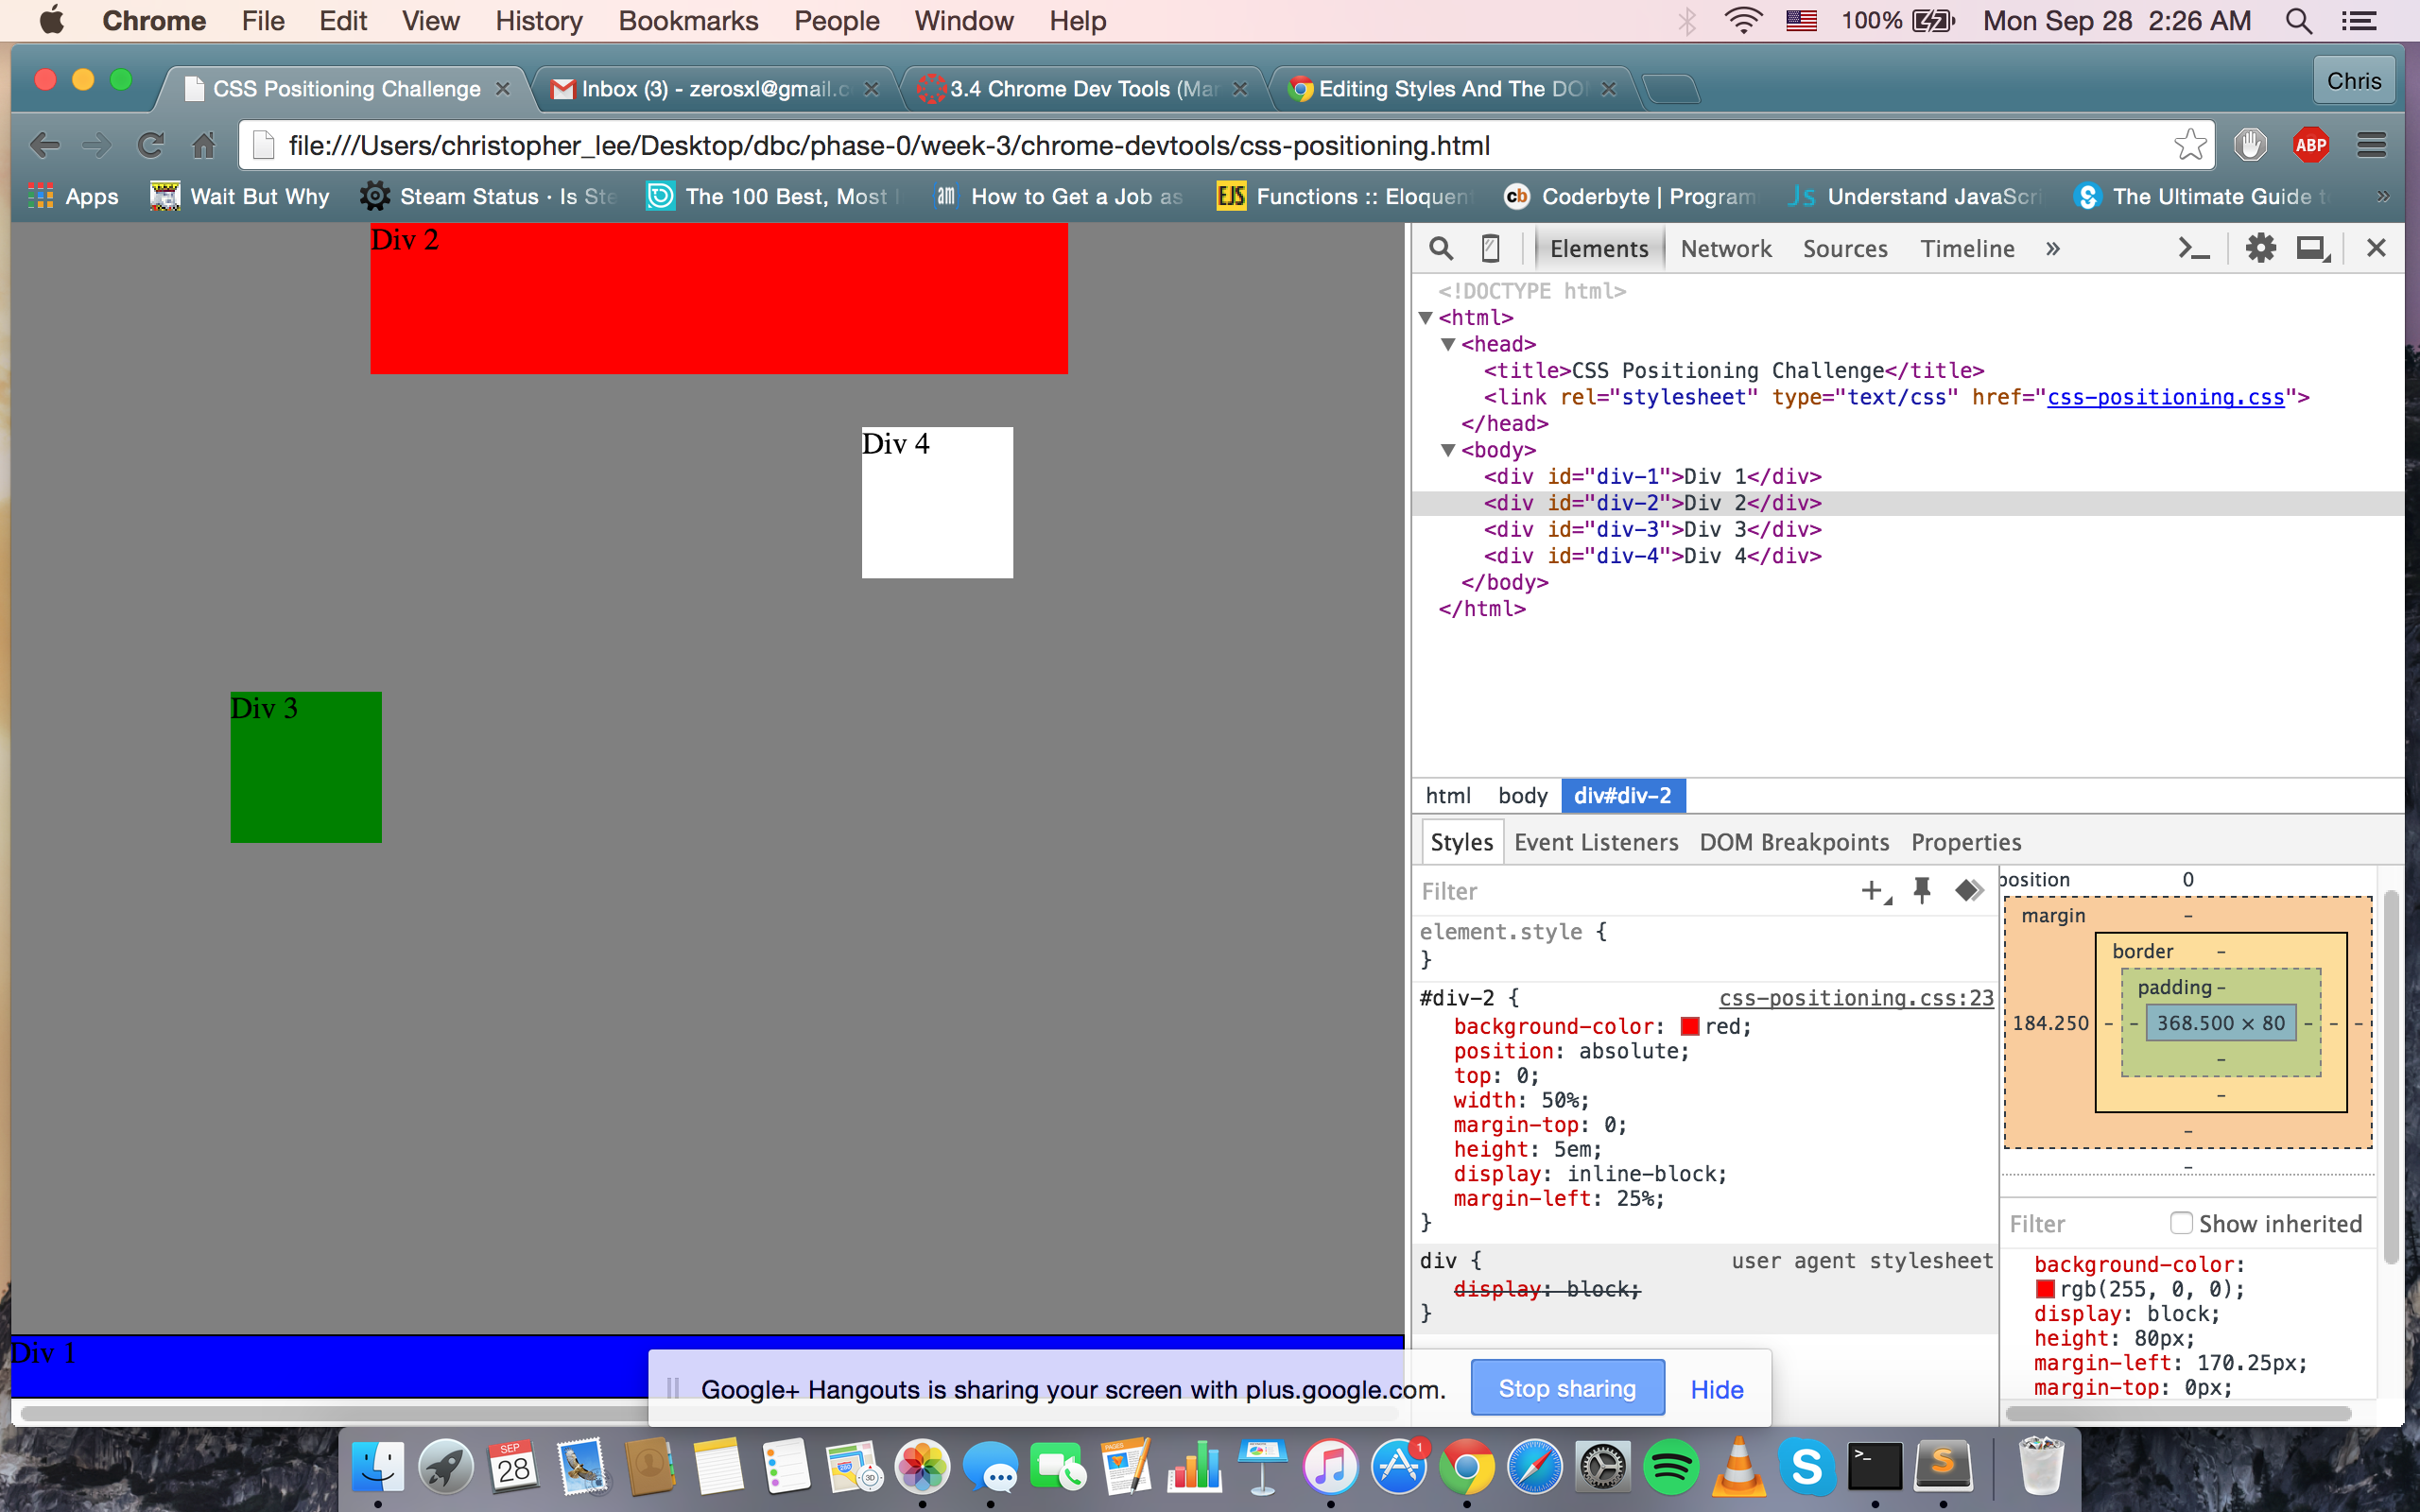 Chrome File Edit View History Bookmarks People Window Help 100% Mon Sep 28 2:26 AM
CSS Positioning Challenge Inbox (3) - zerosxl@gmail.c 3.4 Chrome Dev Tools (Mar Editing Styles And The DO Chris
file:///Users/christopher_lee/Desktop/dbc/phase-0/week-3/chrome-devtools/css-positioning.html ABP
Apps Wait But Why Steam Status · Is Ste The 100 Best, Most am How to Get a Job as EJS Functions :: Eloquent cb Coderbyte | Program JS Understand JavaScri The Ultimate Guide t »
Div 2
Div 4
Div 3
Div 1
Elements Network Sources Timeline »
<!DOCTYPE html>
<html>
<head>
<title>CSS Positioning Challenge</title>
<link rel="stylesheet" type="text/css" href="css-positioning.css">
</head>
<body>
<div id="div-1">Div 1</div>
<div id="div-2">Div 2</div>
<div id="div-3">Div 3</div>
<div id="div-4">Div 4</div>
</body>
</html>
html body div#div-2
Styles Event Listeners DOM Breakpoints Properties
Filter
element.style {
}
#div-2 { css-positioning.css:23
background-color: red;
position: absolute;
top: 0;
width: 50%;
margin-top: 0;
height: 5em;
display: inline-block;
margin-left: 25%;
}
div { user agent stylesheet
display: block;
}
position 0
margin -
border -
padding -
184.250 - - 368.500 × 80 - - -
-
-
-
-
Filter Show inherited
background-color:
rgb(255, 0, 0);
display: block;
height: 80px;
margin-left: 170.25px;
margin-top: 0px;
Google+ Hangouts is sharing your screen with plus.google.com. Stop sharing Hide
SEP
28
PAGES
280
3D
1
>_
S
S